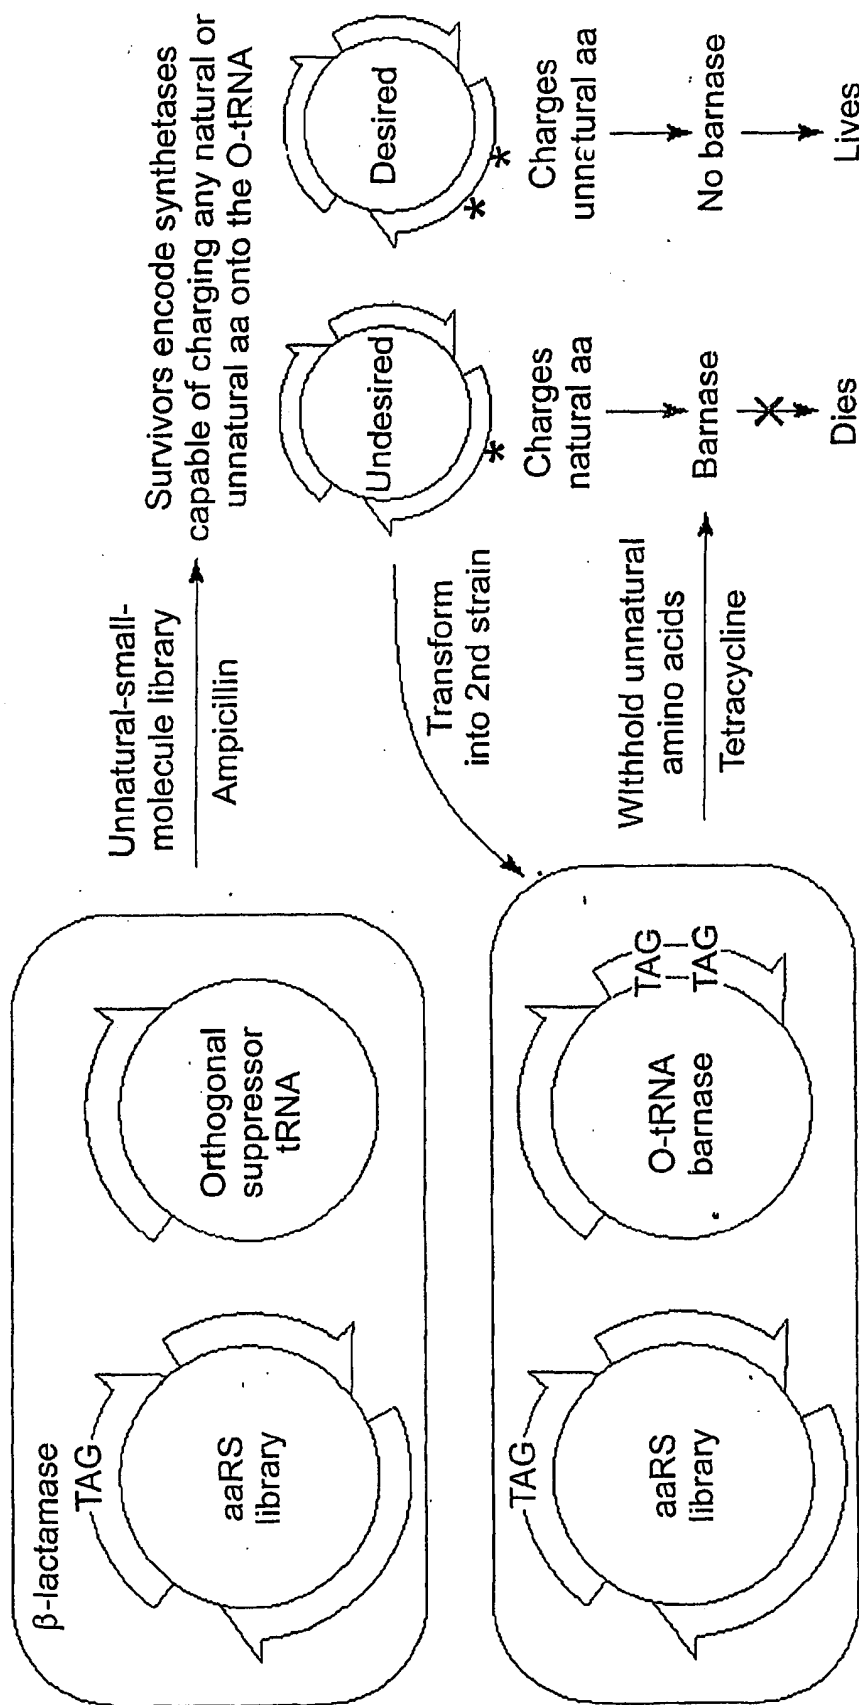 β-lactamase
TAG
aaRS
library
Orthogonal
suppressor
tRNA
Unnatural-small-
molecule library
Ampicillin
Survivors encode synthetases
capable of charging any natural or
unnatural aa onto the O-tRNA
Undesired
*
Desired
*
*
Transform
into 2nd strain
TAG
aaRS
library
O-tRNA
barnase
TAG
TAG
Withhold unnatural
amino acids
Tetracycline
Charges
natural aa
Barnase
Dies
Charges
unnatural aa
No barnase
Lives